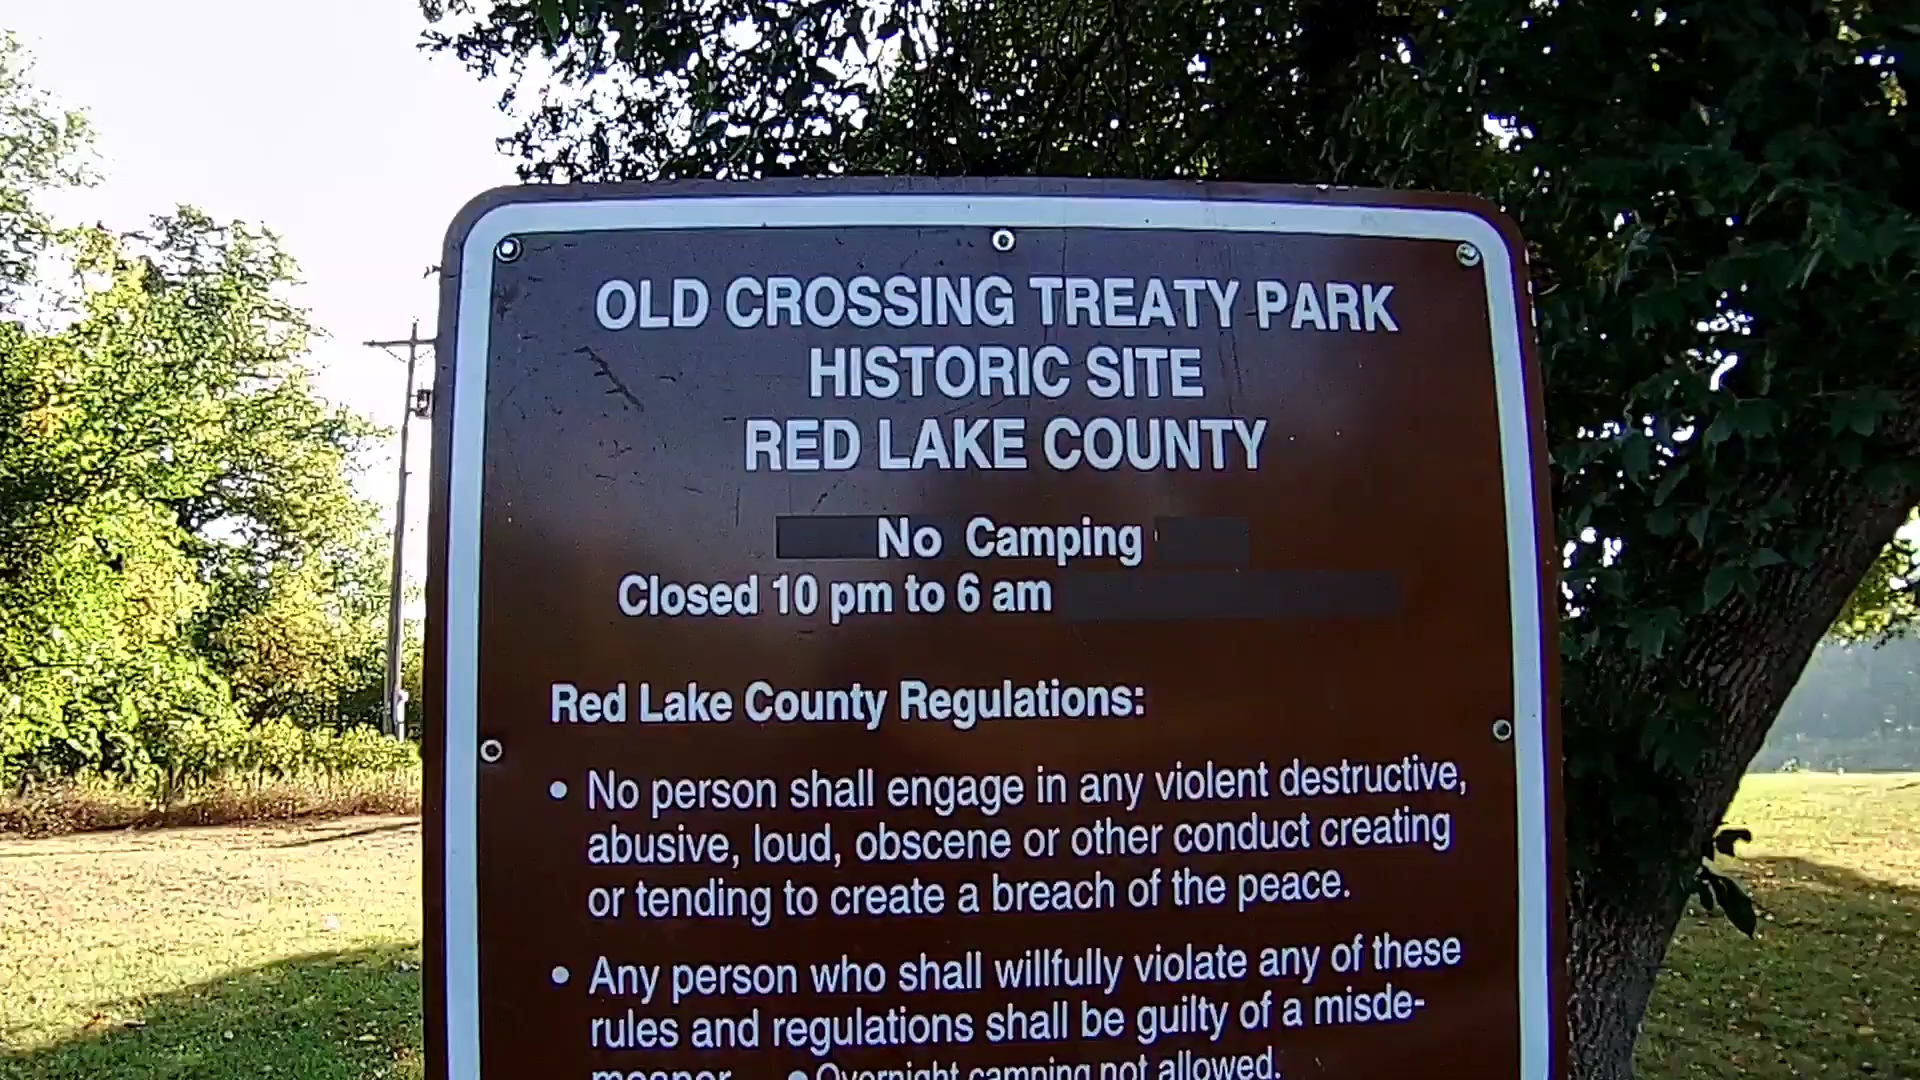 OLD CROSSING TREATY PARK
HISTORIC SITE
RED LAKE COUNTY
No Camping
Closed 10 pm to 6 am
Red Lake County Regulations:
• No person shall engage in any violent destructive,
abusive, loud, obscene or other conduct creating
or tending to create a breach of the peace.
• Any person who shall willfully violate any of these
rules and regulations shall be guilty of a misde-
meanor. • Overnight camping not allowed.